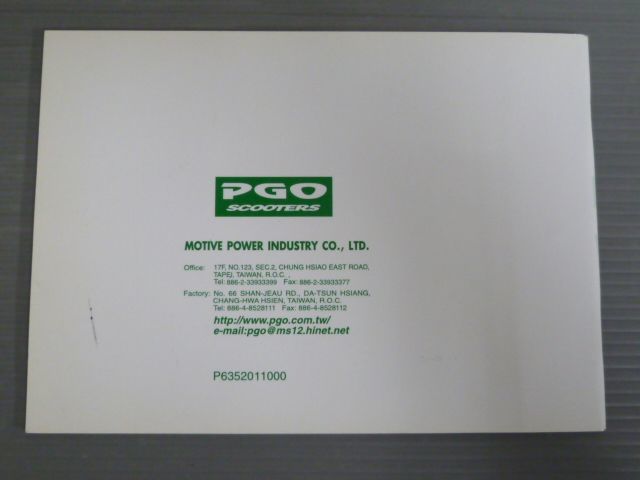 PGO
SCOOTERS
MOTIVE POWER INDUSTRY CO., LTD.
Office: 17F, NO.123, SEC.2, CHUNG HSIAO EAST ROAD,
TAPEJ, TAIWAN, R.O.C. ,
Tel: 886-2-33933399 Fax: 886-2-33933377
Factory: No. 66 SHAN-JEAU RD., DA-TSUN HSIANG,
CHANG-HWA HSIEN, TAIWAN, R.O.C.
Tel: 886-4-8528111 Fax: 886-4-8528112
http://www.pgo.com.tw/
e-mail:pgo@ms12.hinet.net
P6352011000